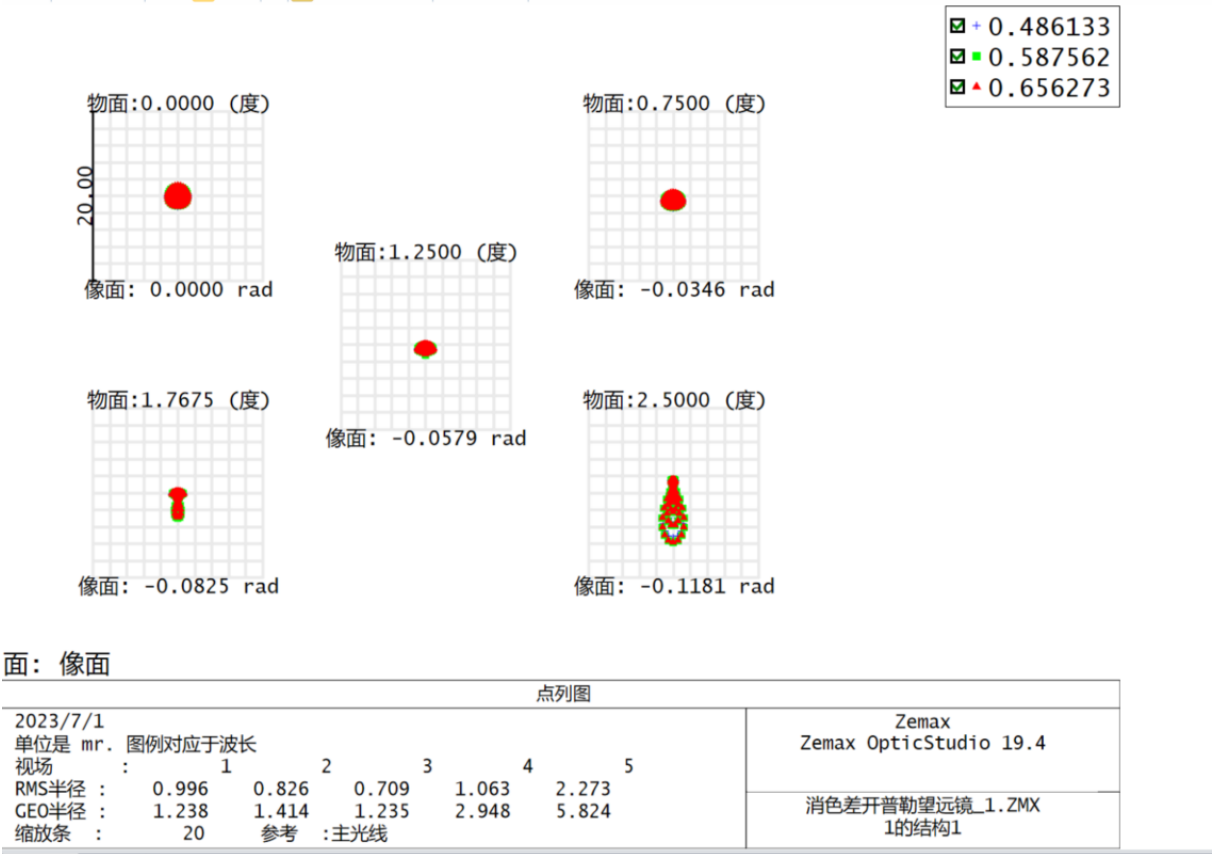 + 0.486133
0.587562
0.656273
物面:0.0000 (度)
20.00
像面: 0.0000 rad
物面:0.7500 (度)
像面: -0.0346 rad
物面:1.2500 (度)
像面: -0.0579 rad
物面:1.7675 (度)
像面: -0.0825 rad
物面:2.5000 (度)
像面: -0.1181 rad
面: 像面
点列图
2023/7/1
单位是 mr. 图例对应于波长
视场 : 1 2 3 4 5
RMS半径 : 0.996 0.826 0.709 1.063 2.273
GEO半径 : 1.238 1.414 1.235 2.948 5.824
缩放条 : 20 参考 :主光线
Zemax
Zemax OpticStudio 19.4
消色差开普勒望远镜_1.ZMX
1的结构1